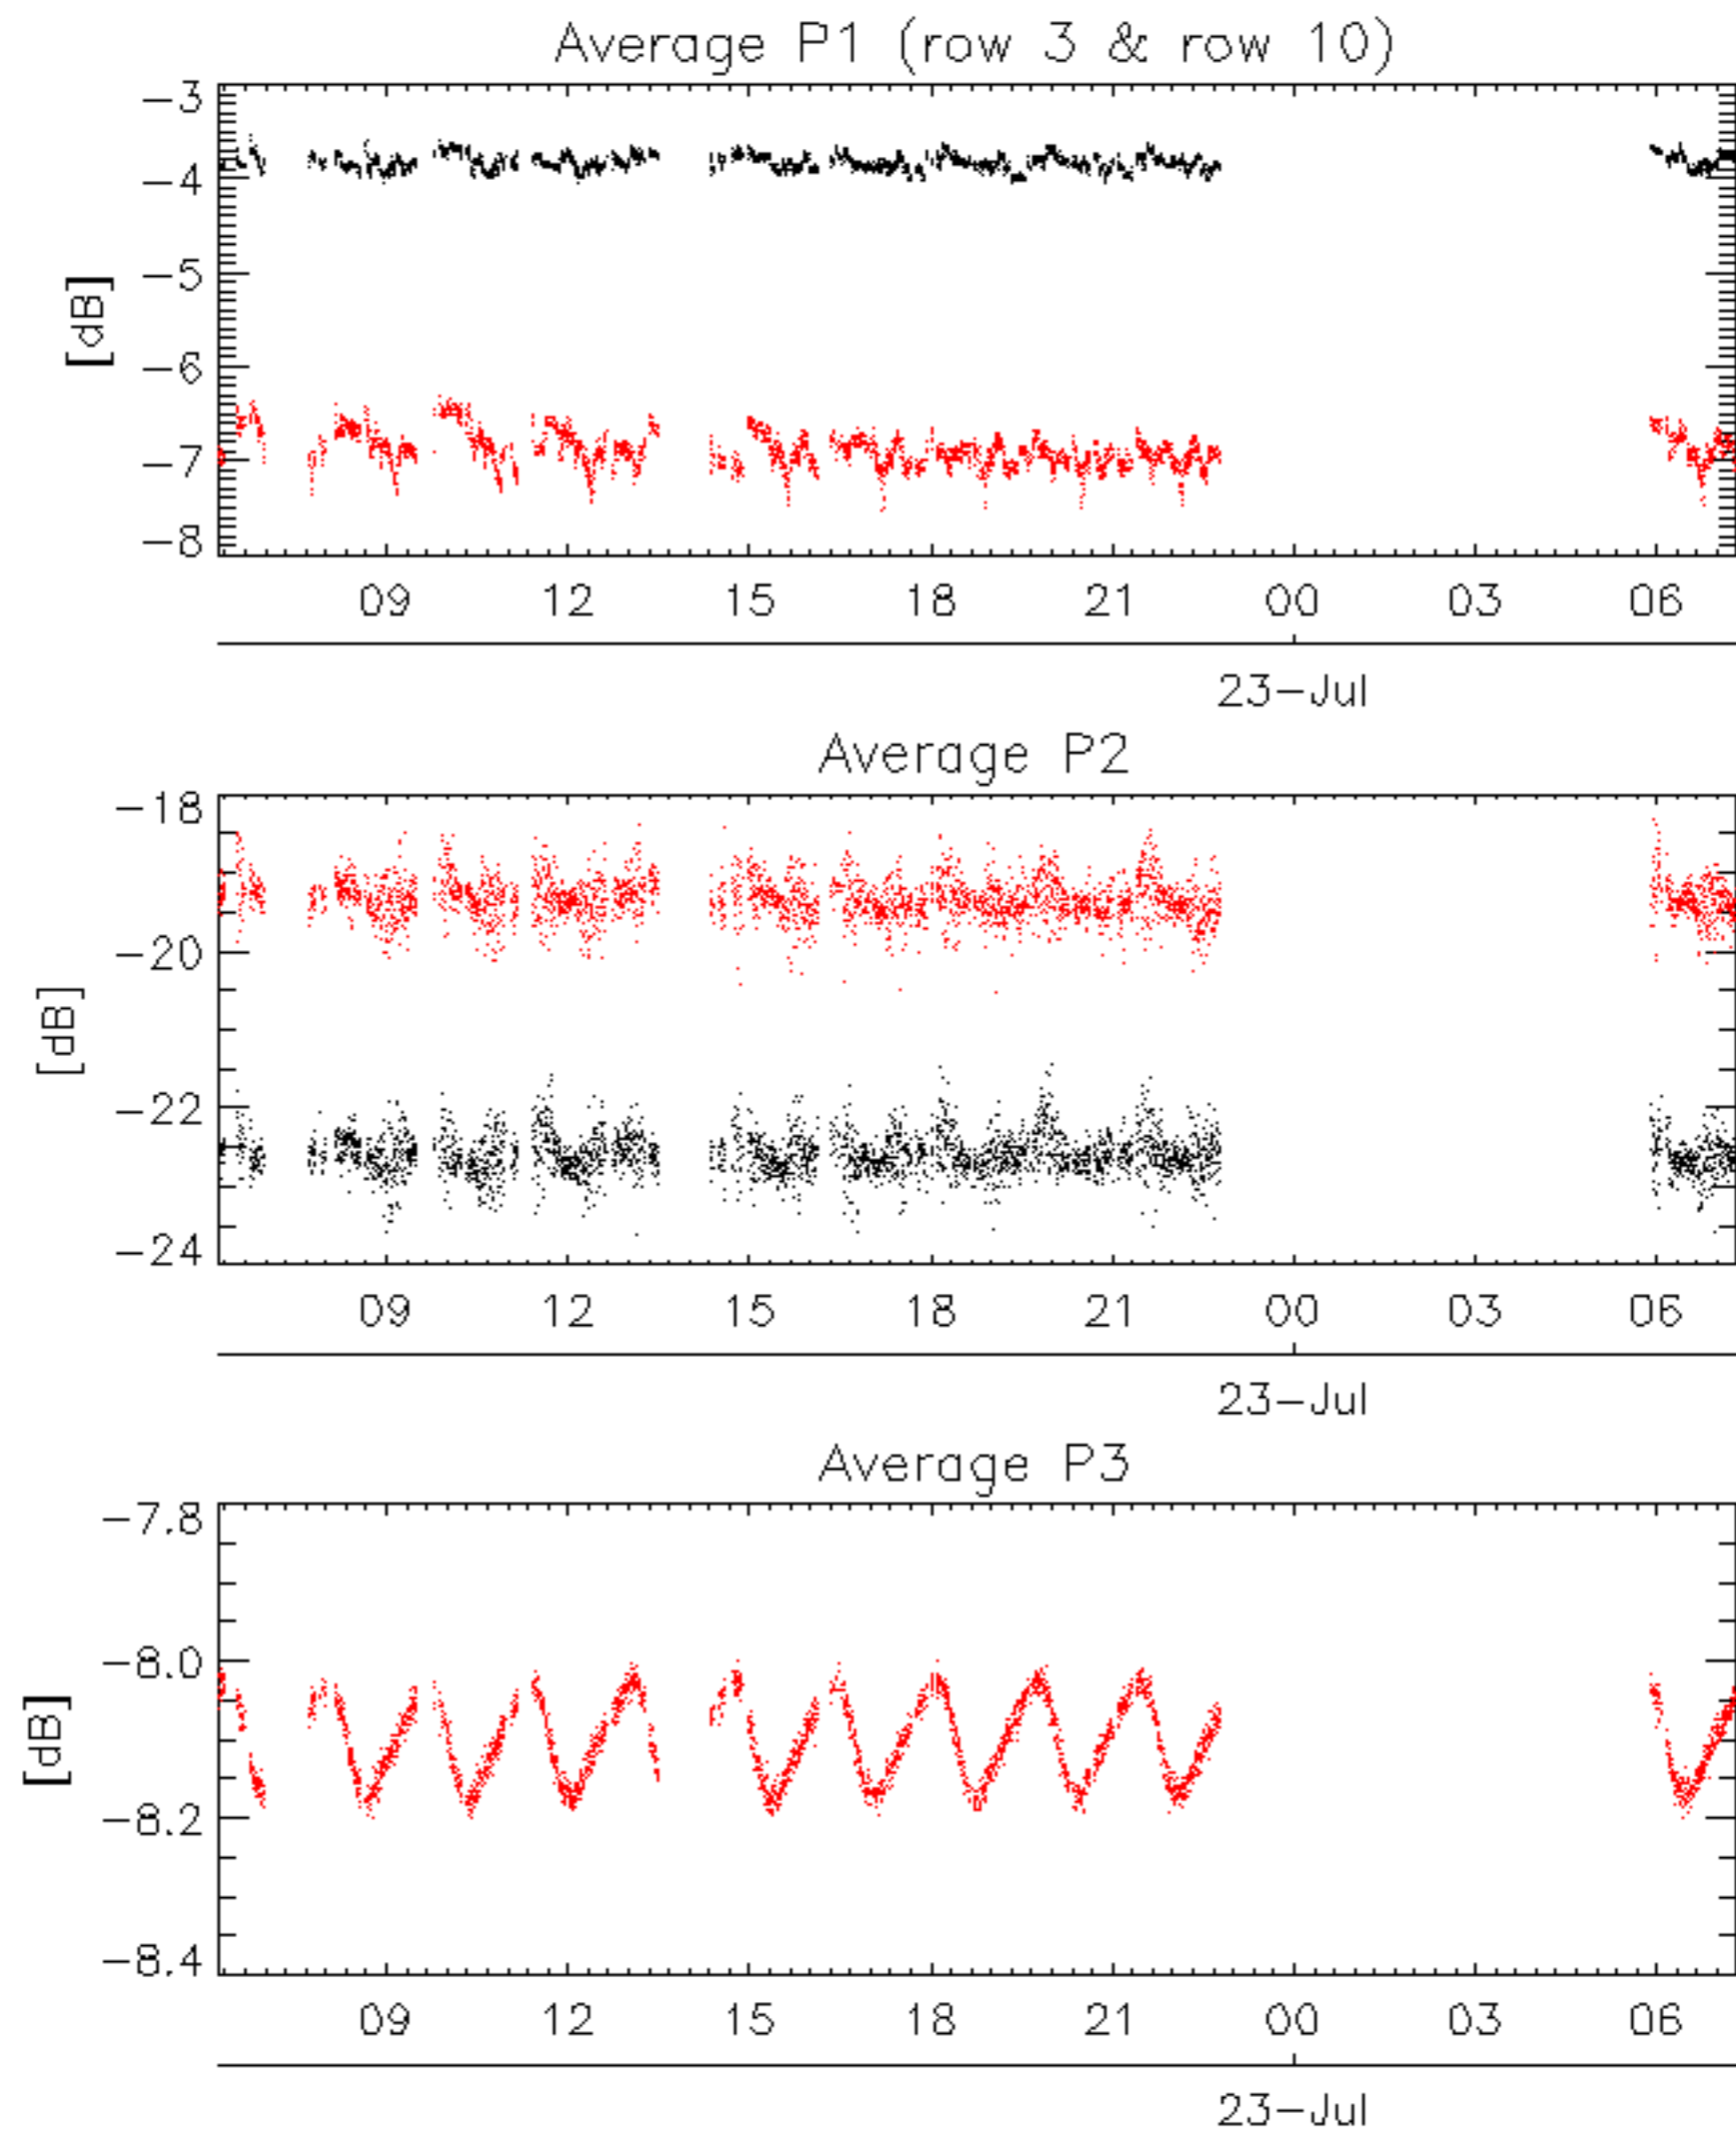 Average P1 (row 3 & row 10)
-3
-4
-5
-6
-7
-8
[dB]
09 12 15 18 21 00 03 06
23-Jul
Average P2
-18
-20
-22
-24
[dB]
09 12 15 18 21 00 03 06
23-Jul
Average P3
-7.8
-8.0
-8.2
-8.4
[dB]
09 12 15 18 21 00 03 06
23-Jul